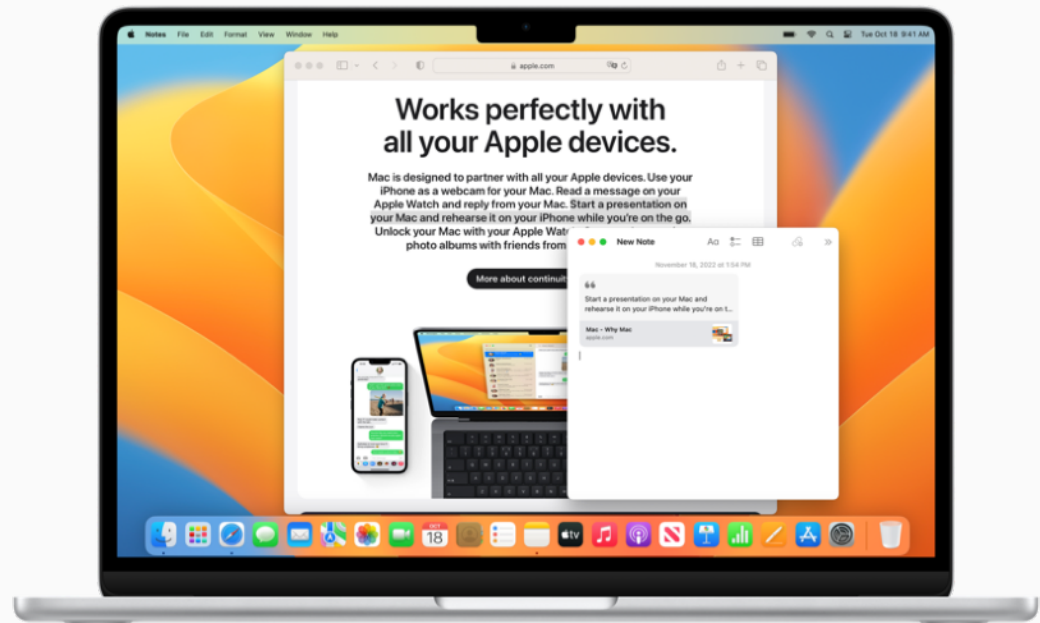 Notes File Edit Format View Window Help
Tue Oct 18 9:41 AM
apple.com
Works perfectly with
all your Apple devices.
Mac is designed to partner with all your Apple devices. Use your
iPhone as a webcam for your Mac. Read a message on your
Apple Watch and reply from your Mac. Start a presentation on
your Mac and rehearse it on your iPhone while you're on the go.
Unlock your Mac with your Apple
photo albums with friends from
More about
New Note
Aa
November 18, 2022 at 1:04 PM
Start a presentation on your Mac and
rehearse it on your iPhone while you're on t...
Mac - Why Mac
apple.com
OCT
18
tv